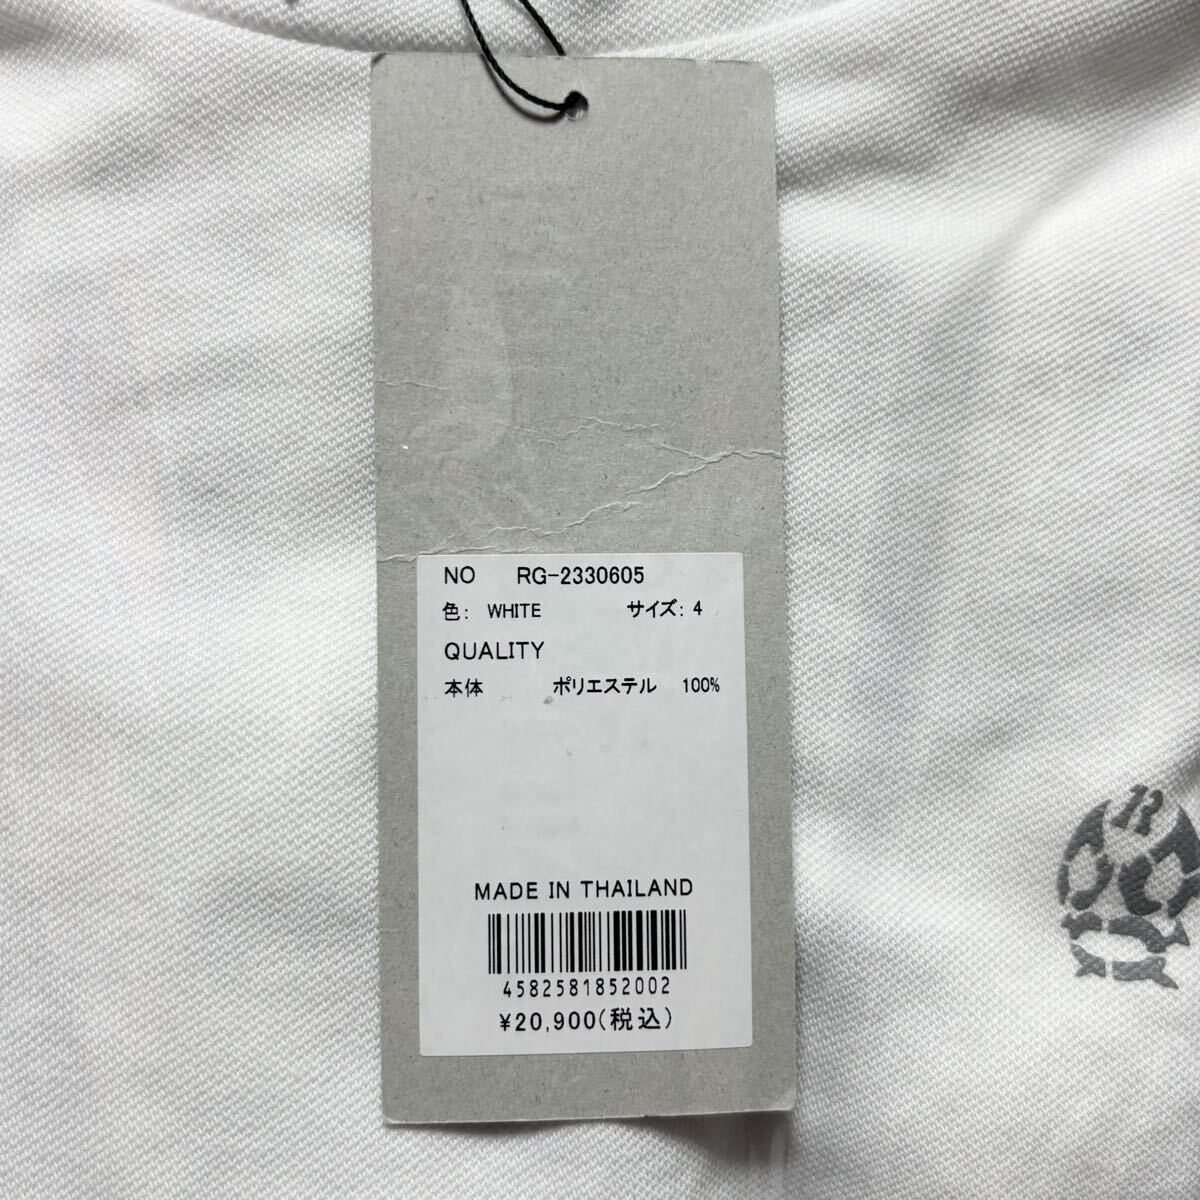 NO RG-2330605
色: WHITE サイズ: 4
QUALITY
本体 ポリエステル 100%
MADE IN THAILAND
4582581852002
¥20,900(税込)
R